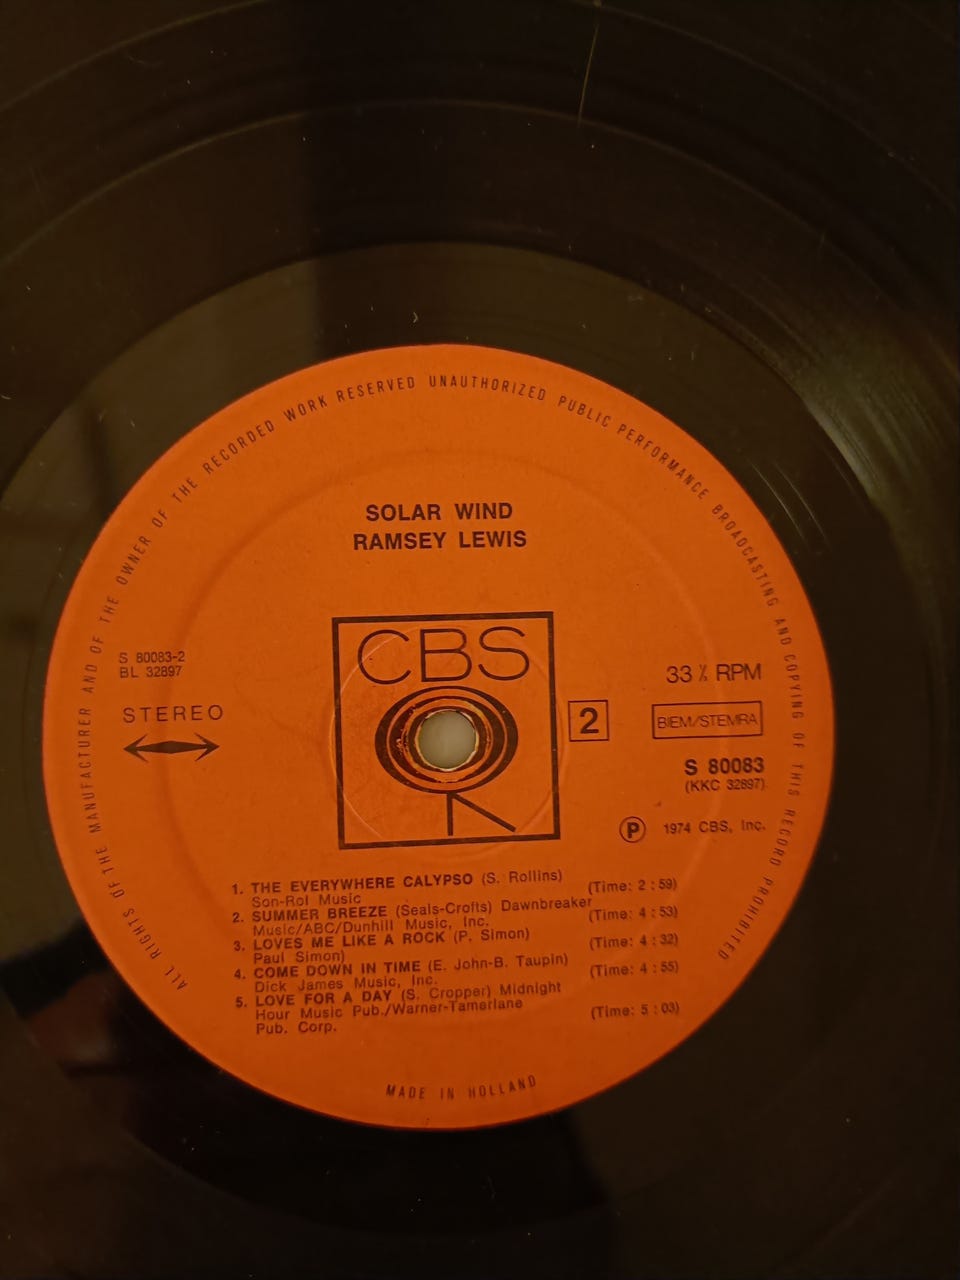 ALL RIGHTS OF THE MANUFACTURER AND OF THE OWNER OF THE RECORDED WORK RESERVED UNAUTHORIZED PUBLIC PERFORMANCE BROADCASTING AND COPYING OF THIS RECORD PROHIBITED
SOLAR WIND
RAMSEY LEWIS
CBS
S 80083-2
BL 32897
STEREO
2
33 ⅓ RPM
BIEM/STEMRA
S 80083
(KKC 32897)
Ⓟ 1974 CBS, Inc.
1. THE EVERYWHERE CALYPSO (S. Rollins)
Son-Rol Music (Time: 2 : 59)
2. SUMMER BREEZE (Seals-Crofts) Dawnbreaker
Music/ABC/Dunhill Music, Inc. (Time: 4 : 53)
3. LOVES ME LIKE A ROCK (P. Simon)
Paul Simon) (Time: 4 : 32)
4. COME DOWN IN TIME (E. John-B. Taupin)
Dick James Music, Inc. (Time: 4 : 55)
5. LOVE FOR A DAY (S. Cropper) Midnight
Hour Music Pub./Warner-Tamerlane (Time: 5 : 03)
Pub. Corp.
MADE IN HOLLAND